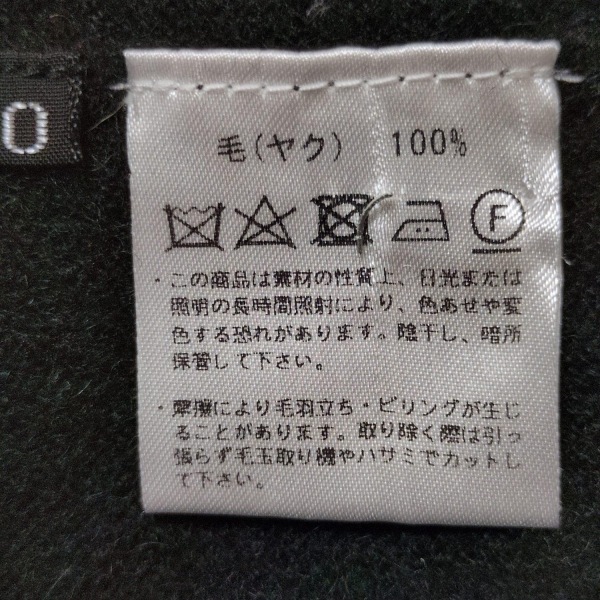 0
毛(ヤク) 100%
F
・この商品は素材の性質上、日光または
照明の長時間照射により、色あせや変
色する恐れがあります。陰干し、暗所
保管して下さい。
・摩擦により毛羽立ち・ピリングが生じ
ることがあります。取り除く際は引っ
張らず毛玉取り機やハサミでカットし
て下さい。